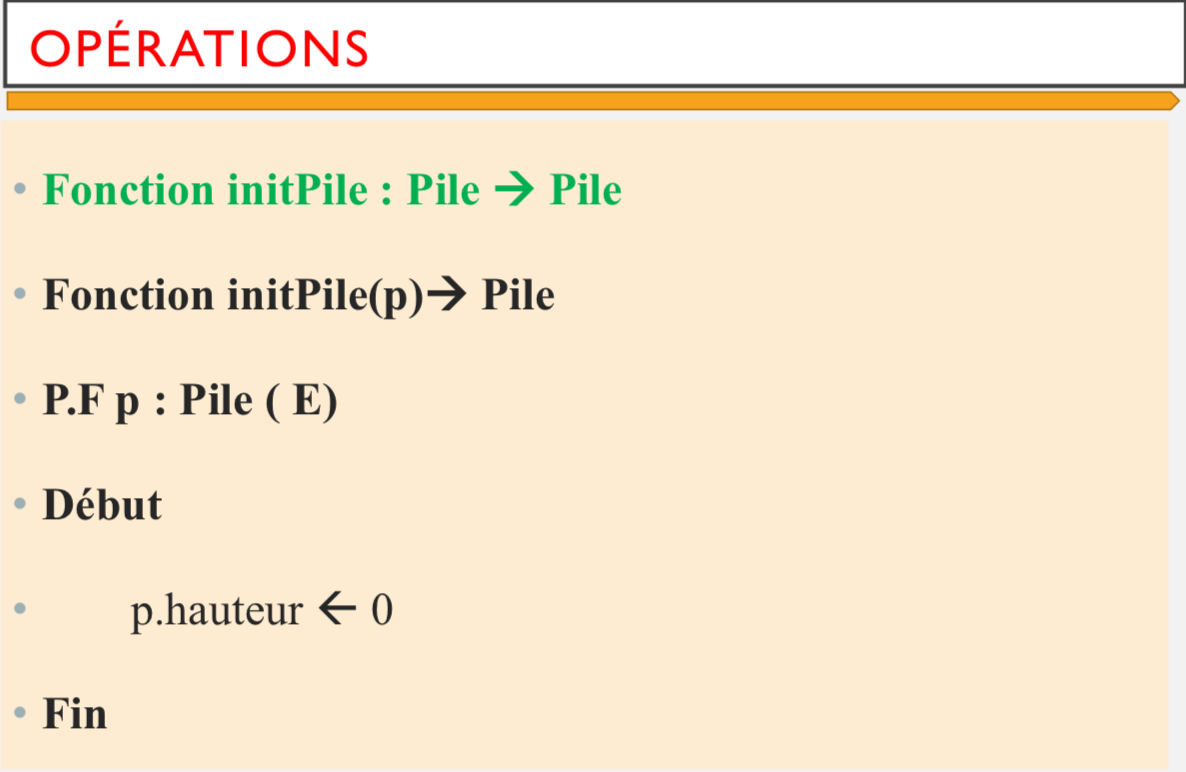 OPÉRATIONS
• Fonction initPile : Pile → Pile
• Fonction initPile(p)→ Pile
• P.F p : Pile ( E)
• Début
• p.hauteur ← 0
• Fin